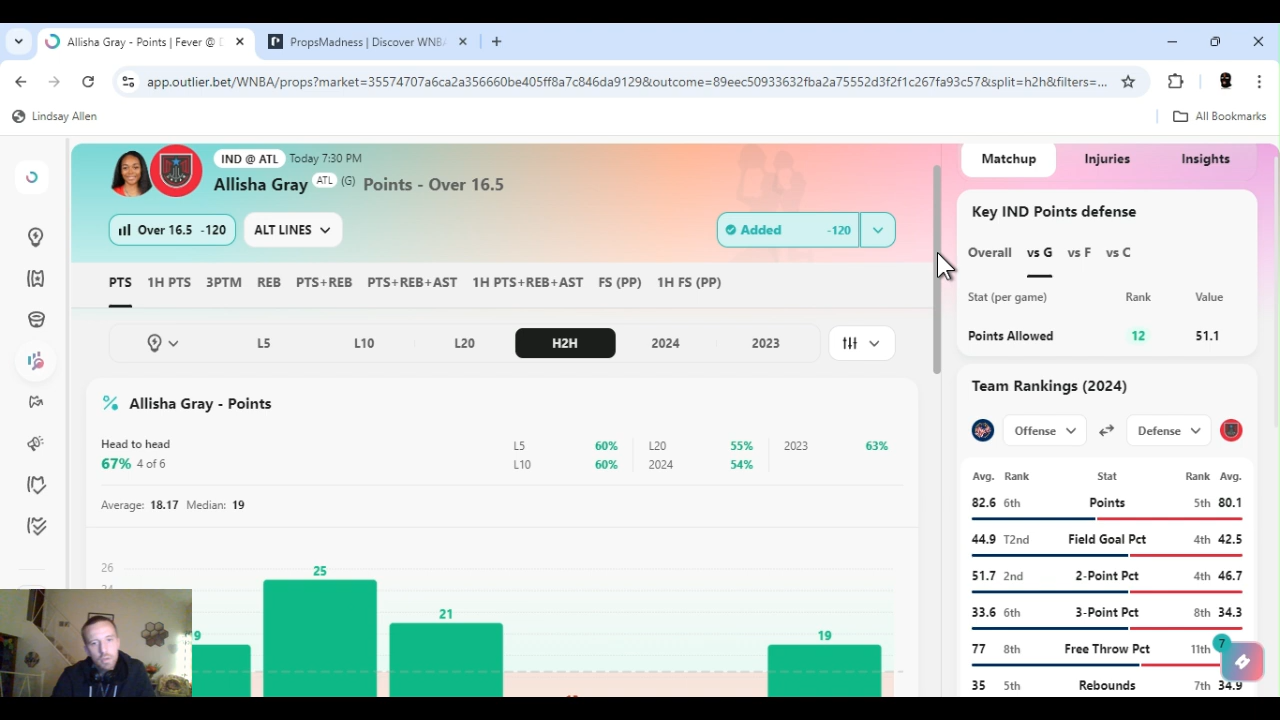 Allisha Gray - Points | Fever @
PropsMadness | Discover WNB
app.outlier.bet/WNBA/props?market=35574707a6ca2a356660be405ff8a7c846da9129&outcome=89eec50933632fba2a75552d3f2f1c267fa93c57&split=h2h&filters=...
Lindsay Allen
All Bookmarks
IND @ ATL Today 7:30 PM
Allisha Gray ATL (G) Points - Over 16.5
Over 16.5 -120 ALT LINES
Added -120
PTS 1H PTS 3PTM REB PTS+REB PTS+REB+AST 1H PTS+REB+AST FS (PP) 1H FS (PP)
L5 L10 L20 H2H 2024 2023
Allisha Gray - Points
Head to head
67% 4 of 6
L5 60% L20 55% 2023 63%
L10 60% 2024 54%
Average: 18.17 Median: 19
26
25
21
9
19
Matchup Injuries Insights
Key IND Points defense
Overall vs G vs F vs C
Stat (per game) Rank Value
Points Allowed 12 51.1
Team Rankings (2024)
Offense Defense
Avg. Rank Stat Rank Avg.
82.6 6th Points 5th 80.1
44.9 T2nd Field Goal Pct 4th 42.5
51.7 2nd 2-Point Pct 4th 46.7
33.6 6th 3-Point Pct 8th 34.3
77 8th Free Throw Pct 11th
7
35 5th Rebounds 7th 34.9